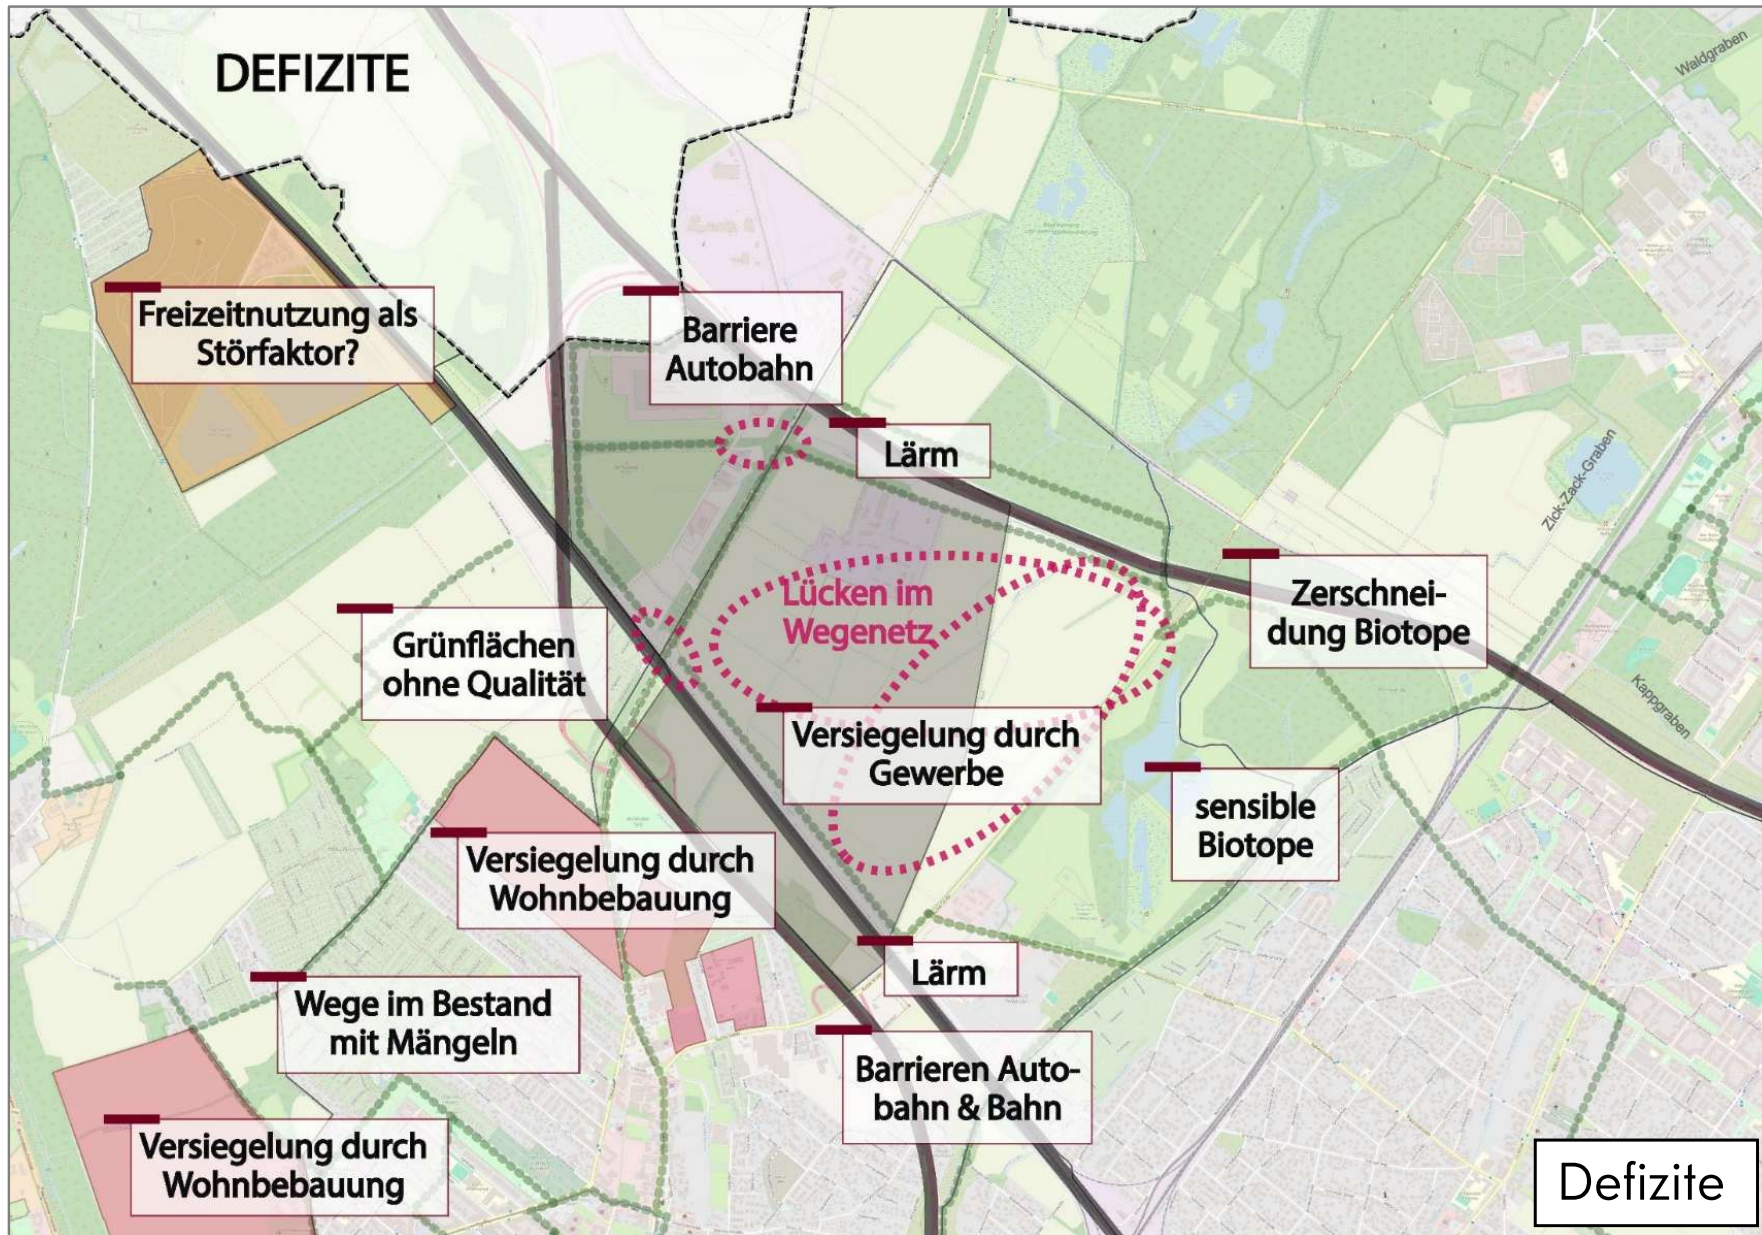 DEFIZITE
Waldgraben
Freizeitnutzung als
Störfaktor?
Barriere
Autobahn
Lärm
Zick-Zack-Graben
Zerschnei-
dung Biotope
Lücken im
Wegenetz
Grünflächen
ohne Qualität
Kappgraben
Versiegelung durch
Gewerbe
sensible
Biotope
Versiegelung durch
Wohnbebauung
Lärm
Wege im Bestand
mit Mängeln
Barrieren Auto-
bahn & Bahn
Versiegelung durch
Wohnbebauung
Defizite